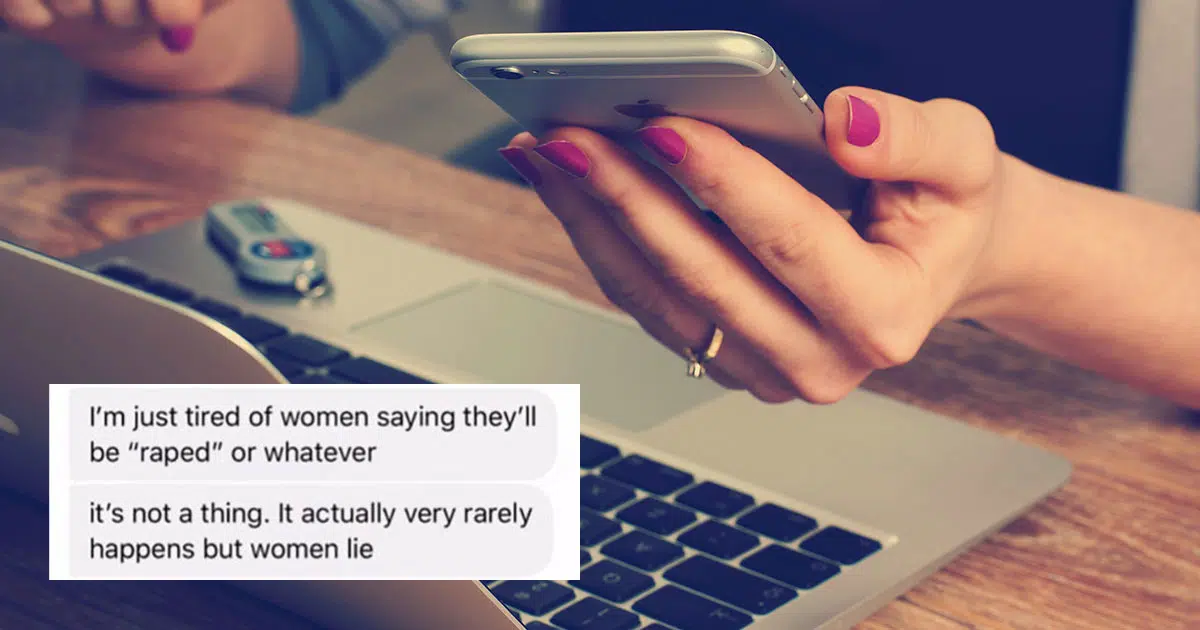 I'm just tired of women saying they'll
be “raped” or whatever
it's not a thing. It actually very rarely
happens but women lie